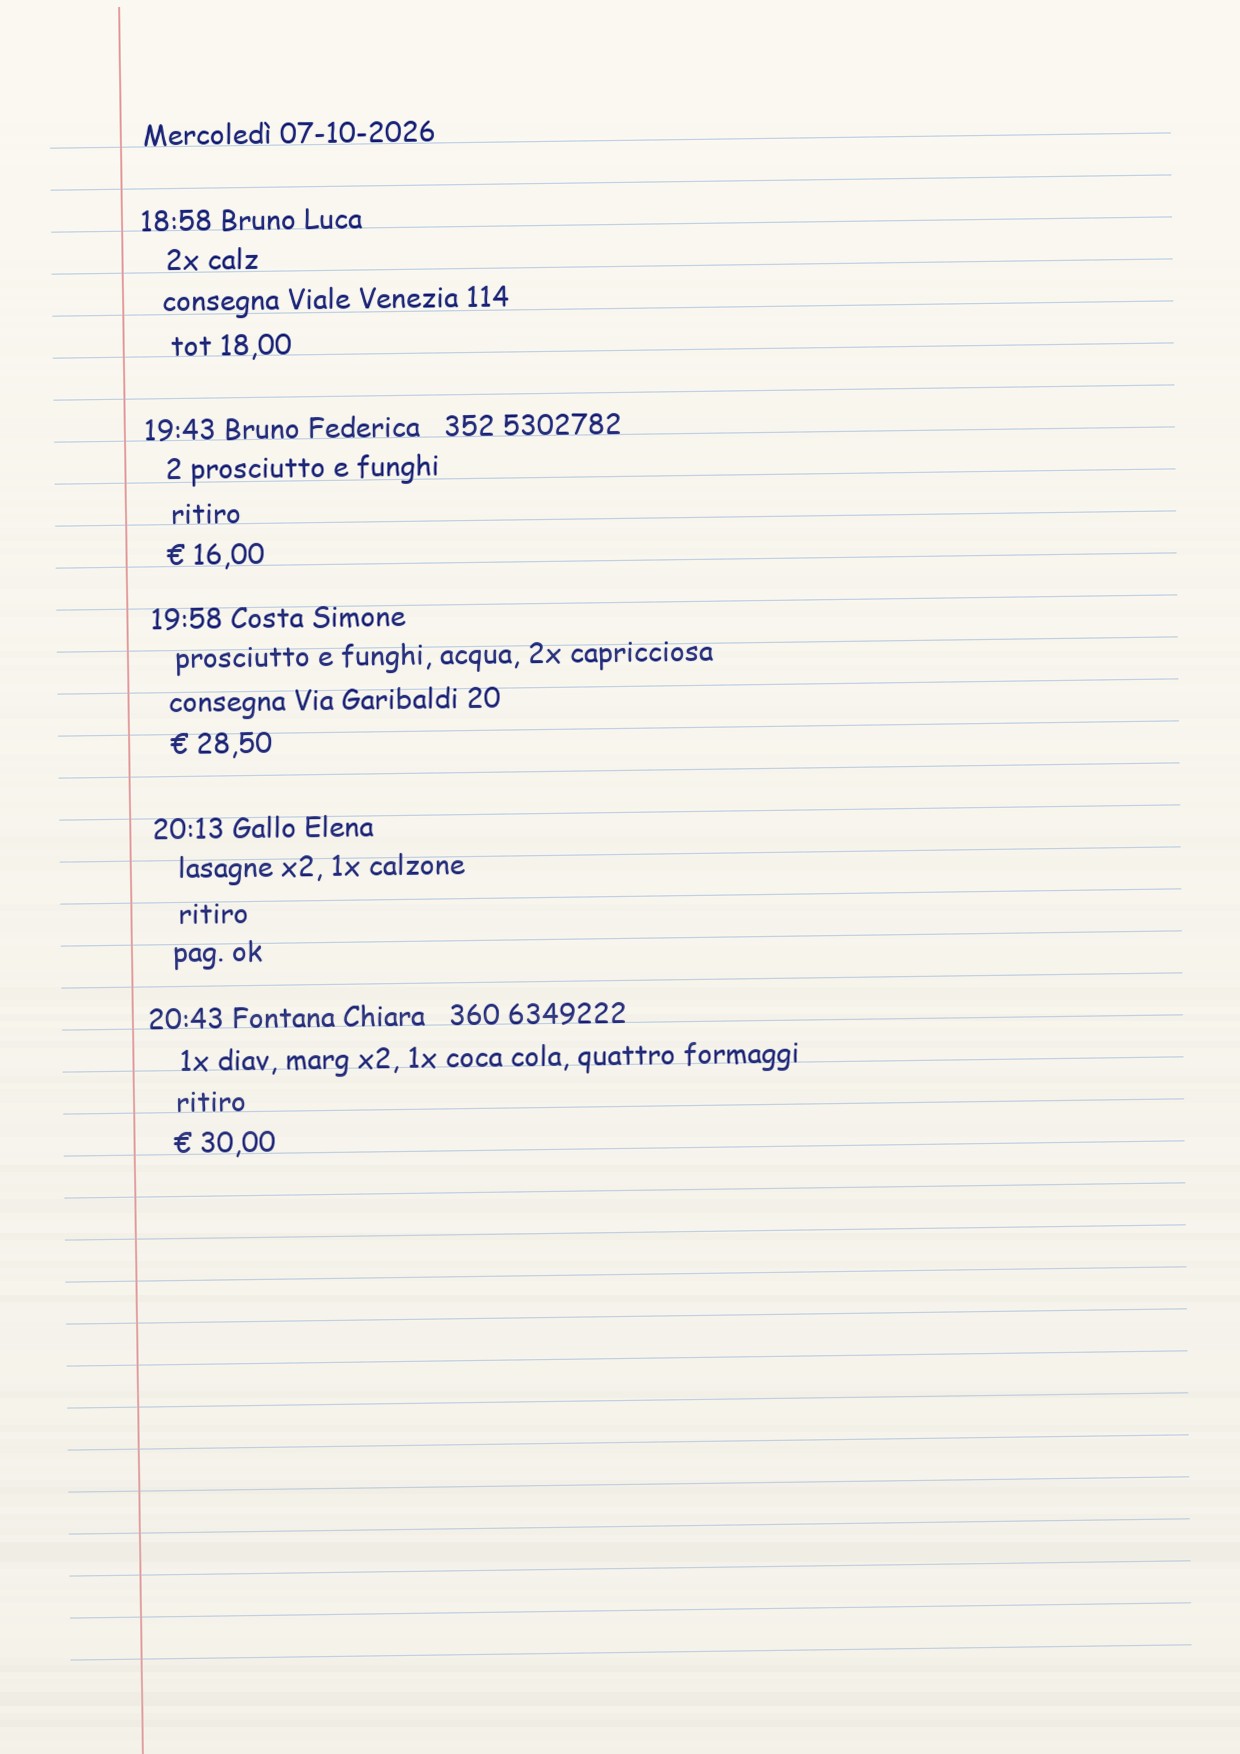 Mercoledì 07-10-2026
18:58 Bruno Luca
2x calz
consegna Viale Venezia 114
tot 18,00
19:43 Bruno Federica 352 5302782
2 prosciutto e funghi
ritiro
€ 16,00
19:58 Costa Simone
prosciutto e funghi, acqua, 2x capricciosa
consegna Via Garibaldi 20
€ 28,50
20:13 Gallo Elena
lasagne x2, 1x calzone
ritiro
pag. ok
20:43 Fontana Chiara 360 6349222
1x diav, marg x2, 1x coca cola, quattro formaggi
ritiro
€ 30,00